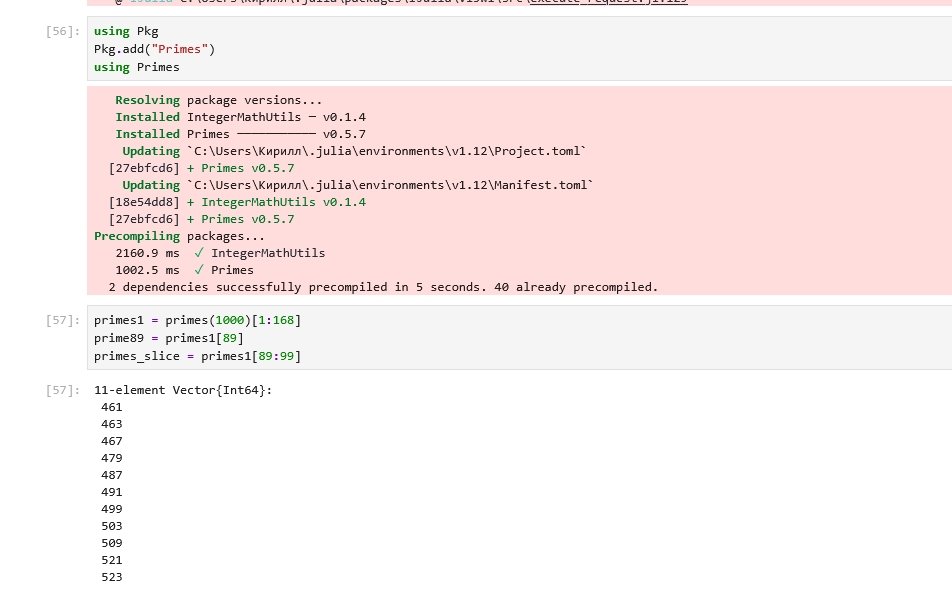 [56]: using Pkg
Pkg.add("Primes")
using Primes
Resolving package versions...
Installed IntegerMathUtils ─ v0.1.4
Installed Primes ─────────── v0.5.7
Updating `C:\Users\Кирилл\.julia\environments\v1.12\Project.toml`
[27ebfcd6] + Primes v0.5.7
Updating `C:\Users\Кирилл\.julia\environments\v1.12\Manifest.toml`
[18e54dd8] + IntegerMathUtils v0.1.4
[27ebfcd6] + Primes v0.5.7
Precompiling packages...
2160.9 ms ✓ IntegerMathUtils
1002.5 ms ✓ Primes
2 dependencies successfully precompiled in 5 seconds. 40 already precompiled.
[57]: primes1 = primes(1000)[1:168]
prime89 = primes1[89]
primes_slice = primes1[89:99]
[57]: 11-element Vector{Int64}:
461
463
467
479
487
491
499
503
509
521
523